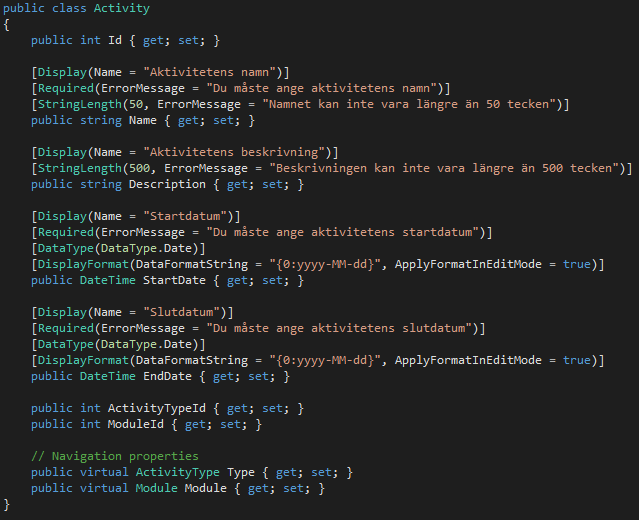 public class Activity
{
    public int Id { get; set; }

    [Display(Name = "Aktivitetens namn")]
    [Required(ErrorMessage = "Du måste ange aktivitetens namn")]
    [StringLength(50, ErrorMessage = "Namnet kan inte vara längre än 50 tecken")]
    public string Name { get; set; }

    [Display(Name = "Aktivitetens beskrivning")]
    [StringLength(500, ErrorMessage = "Beskrivningen kan inte vara längre än 500 tecken")]
    public string Description { get; set; }

    [Display(Name = "Startdatum")]
    [Required(ErrorMessage = "Du måste ange aktivitetens startdatum")]
    [DataType(DataType.Date)]
    [DisplayFormat(DataFormatString = "{0:yyyy-MM-dd}", ApplyFormatInEditMode = true)]
    public DateTime StartDate { get; set; }

    [Display(Name = "Slutdatum")]
    [Required(ErrorMessage = "Du måste ange aktivitetens slutdatum")]
    [DataType(DataType.Date)]
    [DisplayFormat(DataFormatString = "{0:yyyy-MM-dd}", ApplyFormatInEditMode = true)]
    public DateTime EndDate { get; set; }

    public int ActivityTypeId { get; set; }
    public int ModuleId { get; set; }

    // Navigation properties
    public virtual ActivityType Type { get; set; }
    public virtual Module Module { get; set; }
}